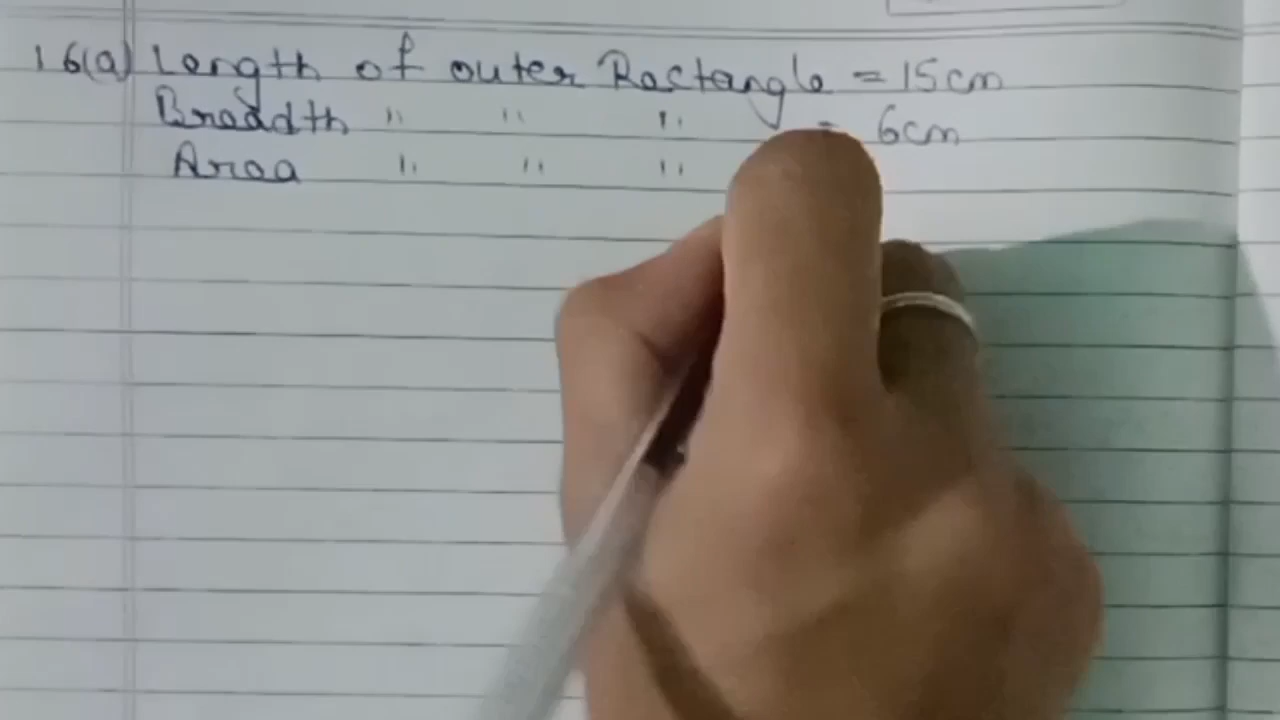 16(a) Length of outer Rectangle = 15cm
Breadth " " " = 6cm
Area " " "